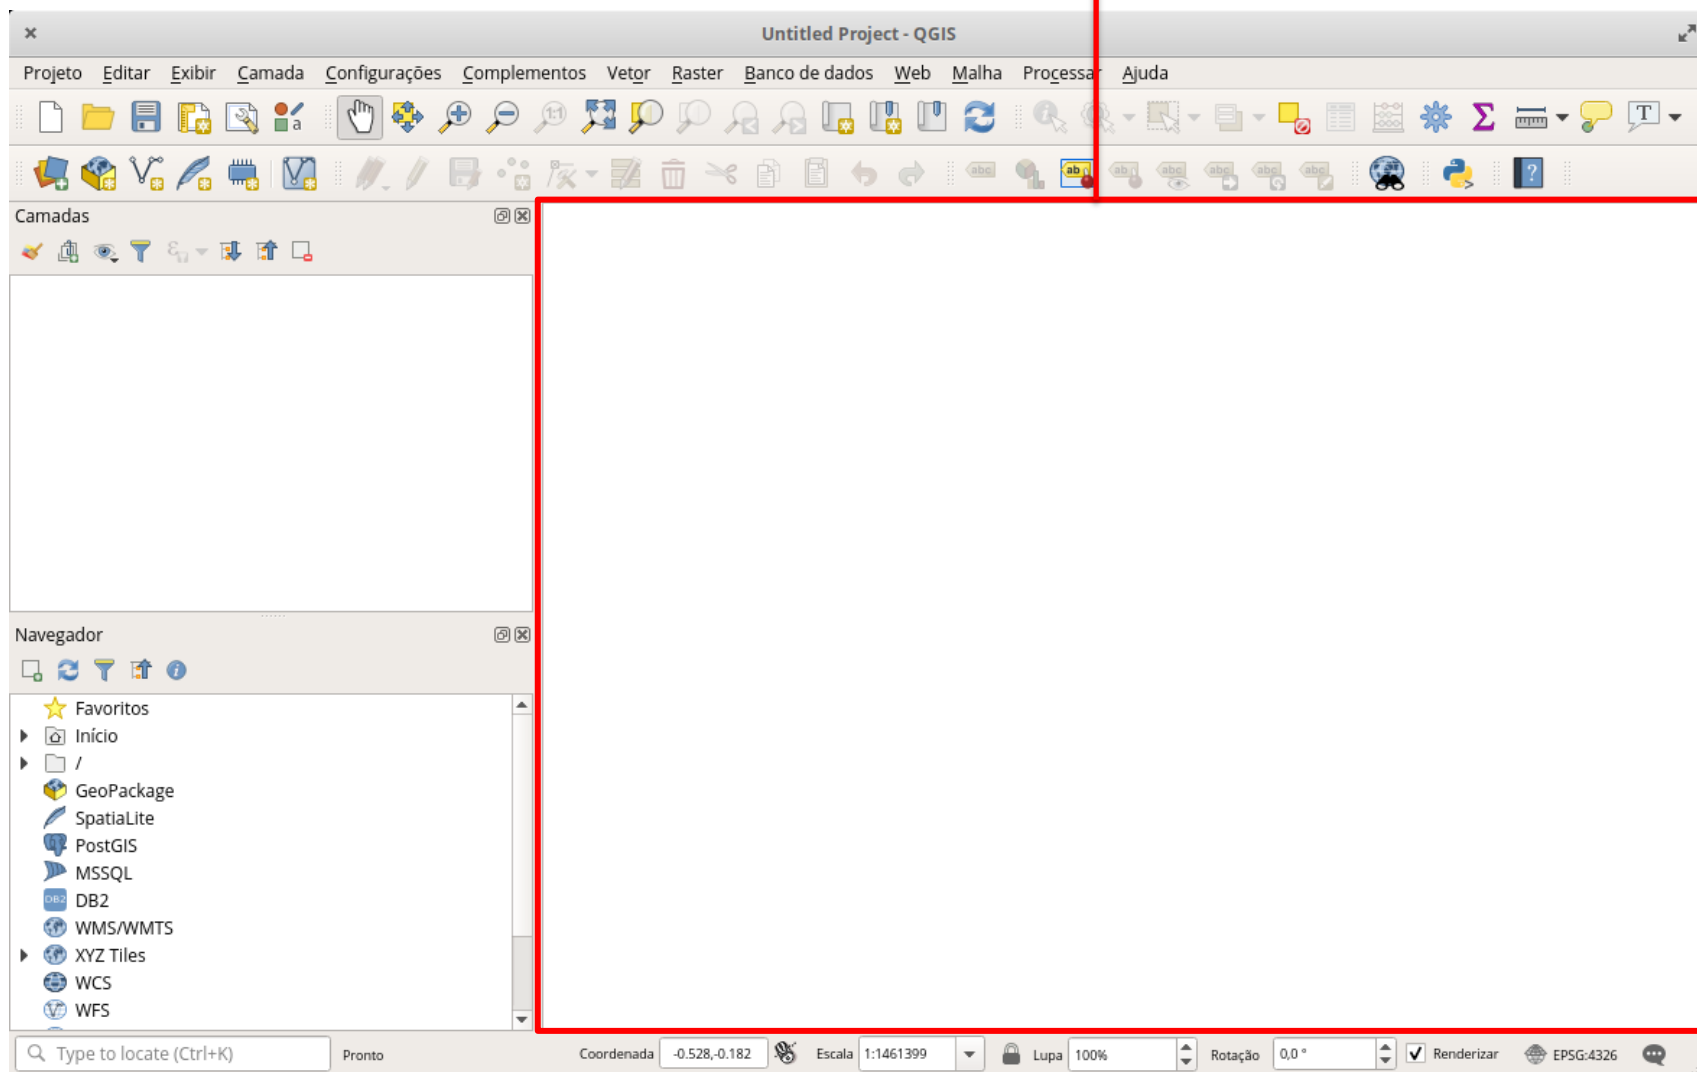 Untitled Project - QGIS
Projeto Editar Exibir Camada Configurações Complementos Vetor Raster Banco de dados Web Malha Processar Ajuda
Camadas
Navegador
Favoritos
Início
/
GeoPackage
SpatiaLite
PostGIS
MSSQL
DB2
WMS/WMTS
XYZ Tiles
WCS
WFS
Type to locate (Ctrl+K) Pronto Coordenada -0.528,-0.182 Escala 1:1461399 Lupa 100% Rotação 0,0 ° Renderizar EPSG:4326